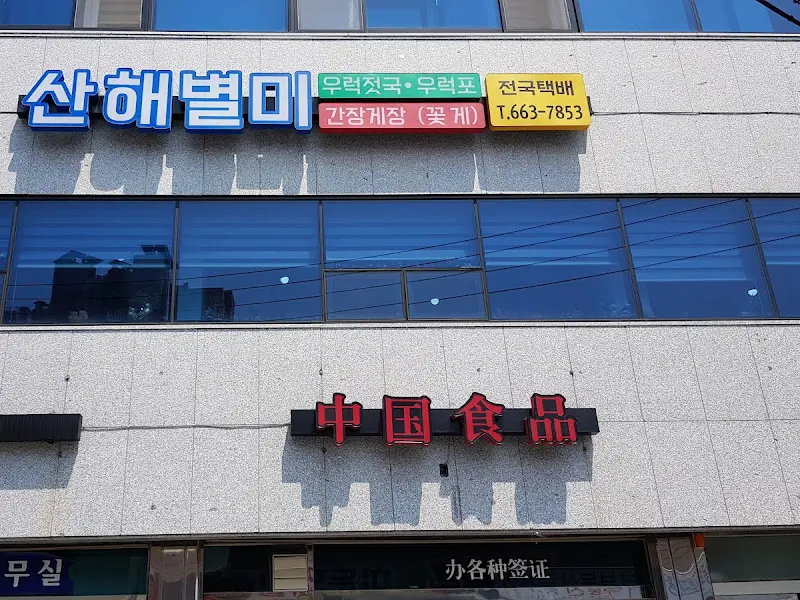 산해별미
우럭젓국·우럭포
간장게장 (꽃게)
전국택배
T.663-7853
中国食品
무실
办各种签证